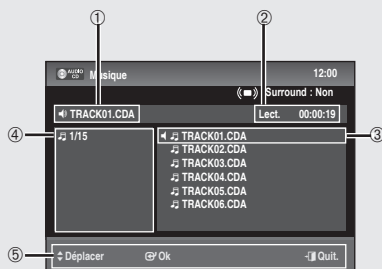 ① ②
AUDIO CD Musique 12:00
Surround : Non
TRACK01.CDA Lect. 00:00:19
④ 1/15 TRACK01.CDA ③
TRACK02.CDA
TRACK03.CDA
TRACK04.CDA
TRACK05.CDA
TRACK06.CDA
⑤ Déplacer Ok Quit.